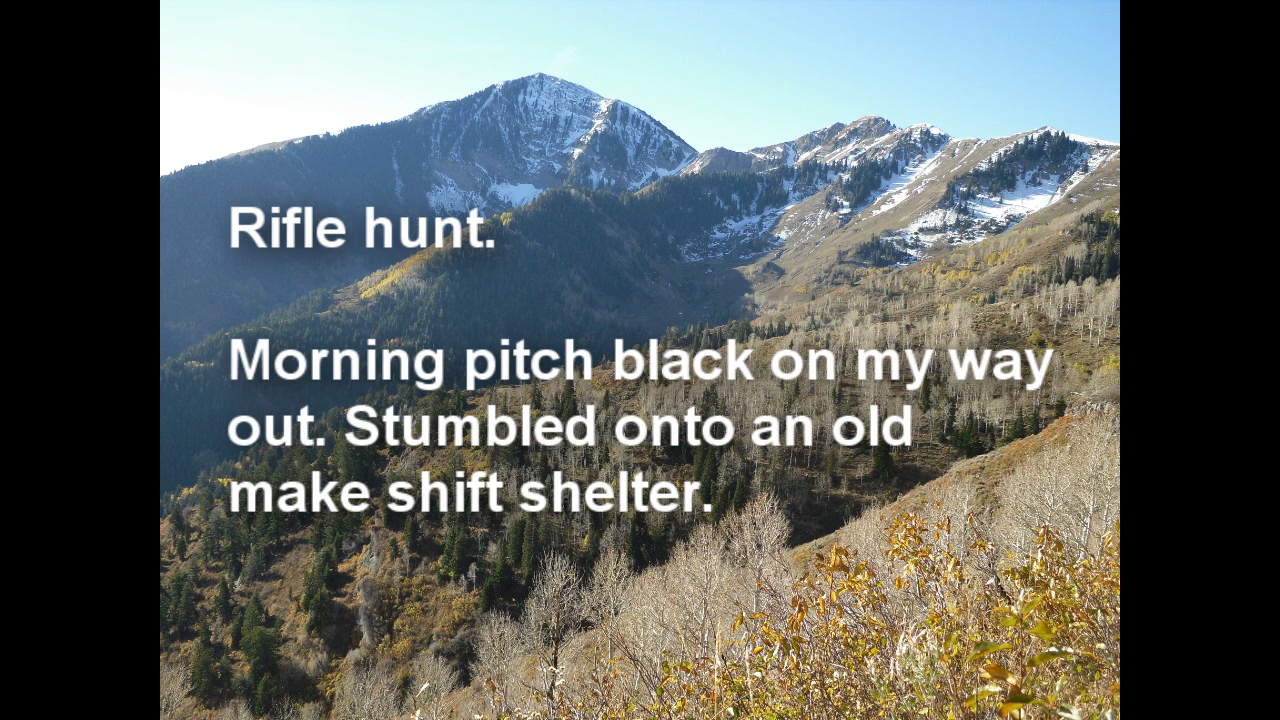 Rifle hunt.
Morning pitch black on my way
out. Stumbled onto an old
make shift shelter.